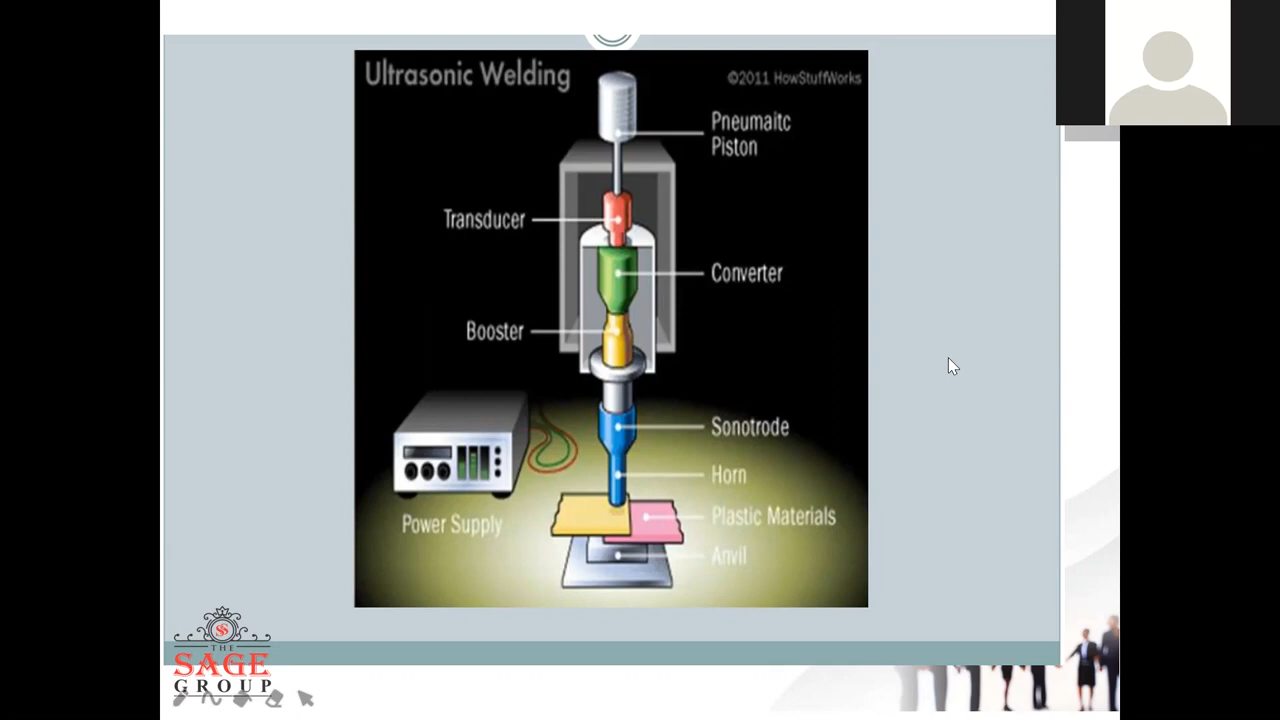 Ultrasonic Welding
©2011 HowStuffWorks
Pneumaitc
Piston
Transducer
Converter
Booster
Sonotrode
Horn
Plastic Materials
Power Supply
Anvil
SS
THE
SAGE
GROUP